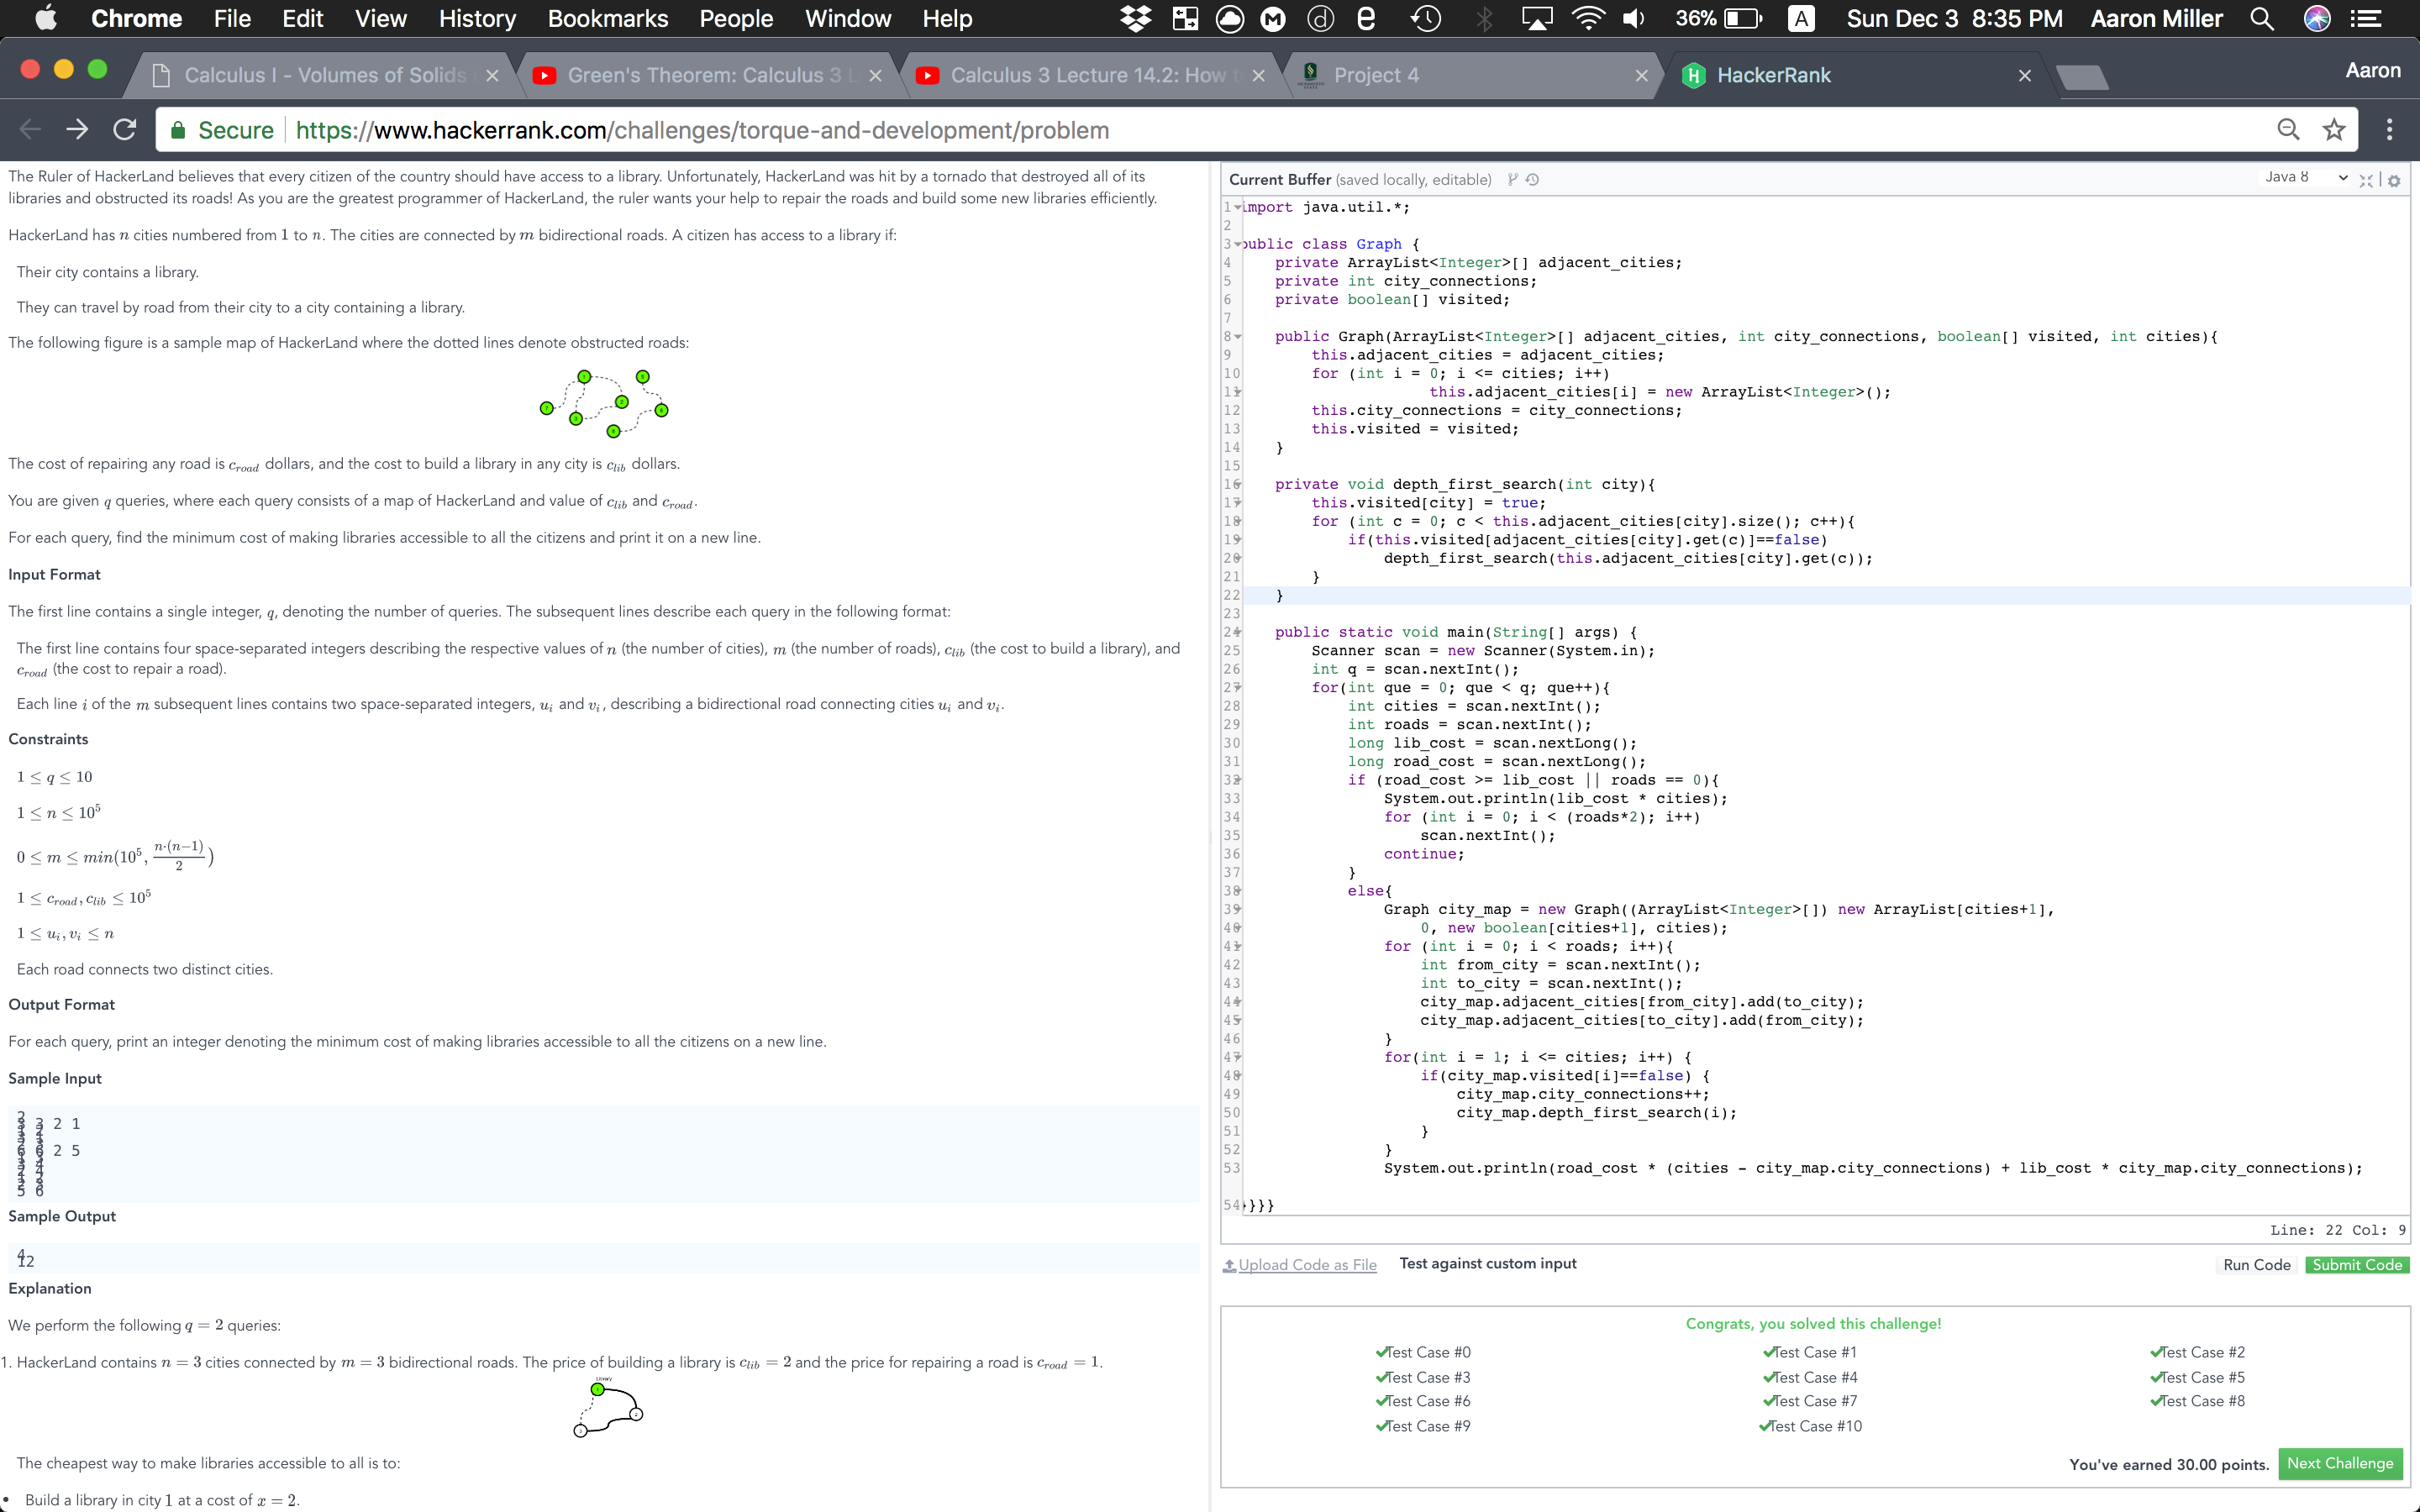 Chrome File Edit View History Bookmarks People Window Help 36% A Sun Dec 3 8:35 PM Aaron Miller
Calculus I - Volumes of Solids
Green's Theorem: Calculus 3 L
Calculus 3 Lecture 14.2: How t
Project 4
HackerRank
Aaron
Secure https://www.hackerrank.com/challenges/torque-and-development/problem
The Ruler of HackerLand believes that every citizen of the country should have access to a library. Unfortunately, HackerLand was hit by a tornado that destroyed all of its
libraries and obstructed its roads! As you are the greatest programmer of HackerLand, the ruler wants your help to repair the roads and build some new libraries efficiently.
HackerLand has n cities numbered from 1 to n. The cities are connected by m bidirectional roads. A citizen has access to a library if:
Their city contains a library.
They can travel by road from their city to a city containing a library.
The following figure is a sample map of HackerLand where the dotted lines denote obstructed roads:
The cost of repairing any road is c_road dollars, and the cost to build a library in any city is c_lib dollars.
You are given q queries, where each query consists of a map of HackerLand and value of c_lib and c_road.
For each query, find the minimum cost of making libraries accessible to all the citizens and print it on a new line.
Input Format
The first line contains a single integer, q, denoting the number of queries. The subsequent lines describe each query in the following format:
The first line contains four space-separated integers describing the respective values of n (the number of cities), m (the number of roads), c_lib (the cost to build a library), and
c_road (the cost to repair a road).
Each line i of the m subsequent lines contains two space-separated integers, u_i and v_i, describing a bidirectional road connecting cities u_i and v_i.
Constraints
1 ≤ q ≤ 10
1 ≤ n ≤ 10^5
0 ≤ m ≤ min(10^5, n·(n−1)/2)
1 ≤ c_road, c_lib ≤ 10^5
1 ≤ u_i, v_i ≤ n
Each road connects two distinct cities.
Output Format
For each query, print an integer denoting the minimum cost of making libraries accessible to all the citizens on a new line.
Sample Input
3 3 2 1
6 6 2 5
5 6
Sample Output
4
12
Explanation
We perform the following q = 2 queries:
1. HackerLand contains n = 3 cities connected by m = 3 bidirectional roads. The price of building a library is c_lib = 2 and the price for repairing a road is c_road = 1.
Library
The cheapest way to make libraries accessible to all is to:
• Build a library in city 1 at a cost of x = 2.
Current Buffer (saved locally, editable) Java 8
1 import java.util.*;
2
3 public class Graph {
4 private ArrayList<Integer>[] adjacent_cities;
5 private int city_connections;
6 private boolean[] visited;
7
8 public Graph(ArrayList<Integer>[] adjacent_cities, int city_connections, boolean[] visited, int cities){
9 this.adjacent_cities = adjacent_cities;
10 for (int i = 0; i <= cities; i++)
11 this.adjacent_cities[i] = new ArrayList<Integer>();
12 this.city_connections = city_connections;
13 this.visited = visited;
14 }
15
16 private void depth_first_search(int city){
17 this.visited[city] = true;
18 for (int c = 0; c < this.adjacent_cities[city].size(); c++){
19 if(this.visited[adjacent_cities[city].get(c)]==false)
20 depth_first_search(this.adjacent_cities[city].get(c));
21 }
22 }
23
24 public static void main(String[] args) {
25 Scanner scan = new Scanner(System.in);
26 int q = scan.nextInt();
27 for(int que = 0; que < q; que++){
28 int cities = scan.nextInt();
29 int roads = scan.nextInt();
30 long lib_cost = scan.nextLong();
31 long road_cost = scan.nextLong();
32 if (road_cost >= lib_cost || roads == 0){
33 System.out.println(lib_cost * cities);
34 for (int i = 0; i < (roads*2); i++)
35 scan.nextInt();
36 continue;
37 }
38 else{
39 Graph city_map = new Graph((ArrayList<Integer>[]) new ArrayList[cities+1],
40 0, new boolean[cities+1], cities);
41 for (int i = 0; i < roads; i++){
42 int from_city = scan.nextInt();
43 int to_city = scan.nextInt();
44 city_map.adjacent_cities[from_city].add(to_city);
45 city_map.adjacent_cities[to_city].add(from_city);
46 }
47 for(int i = 1; i <= cities; i++) {
48 if(city_map.visited[i]==false) {
49 city_map.city_connections++;
50 city_map.depth_first_search(i);
51 }
52 }
53 System.out.println(road_cost * (cities - city_map.city_connections) + lib_cost * city_map.city_connections);
54 }}}}
Line: 22 Col: 9
Upload Code as File Test against custom input Run Code Submit Code
Congrats, you solved this challenge!
Test Case #0 Test Case #1 Test Case #2
Test Case #3 Test Case #4 Test Case #5
Test Case #6 Test Case #7 Test Case #8
Test Case #9 Test Case #10
You've earned 30.00 points. Next Challenge